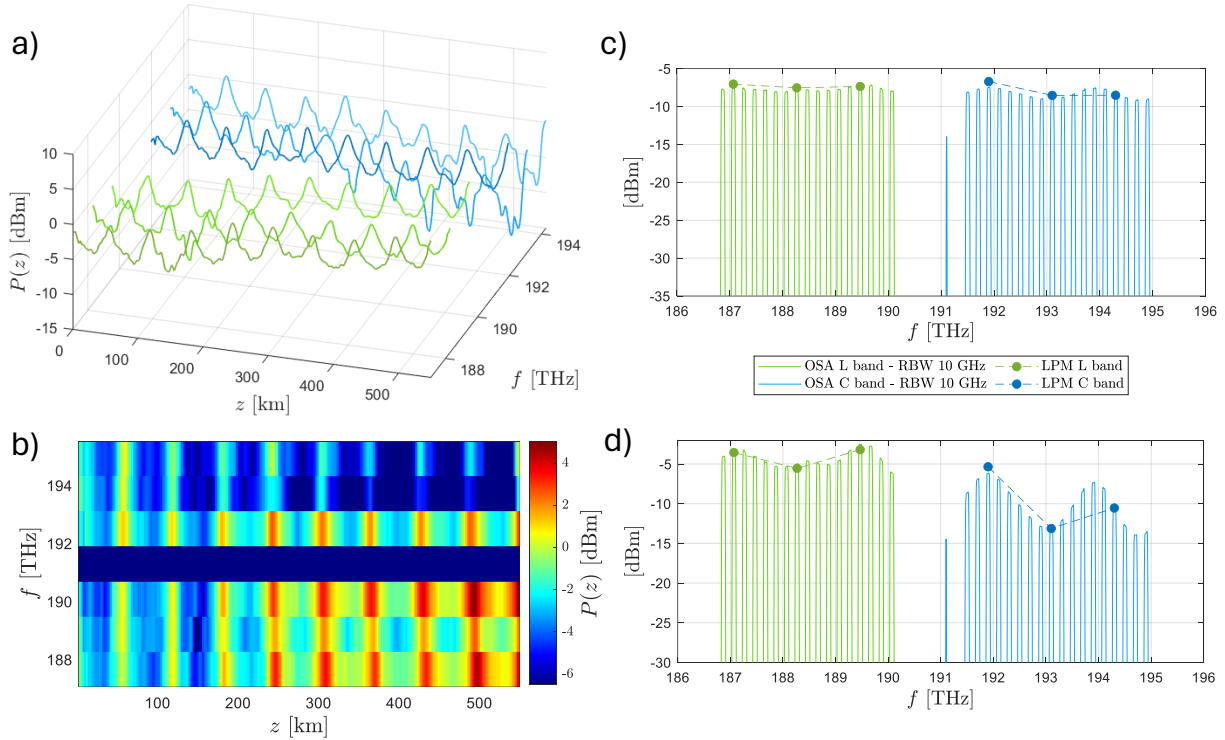 a)
10
5
0
-5
-10
-15
P(z) [dBm]
0
100
200
300
400
500
z [km]
188
190
192
194
f [THz]
b)
194
192
190
188
f [THz]
100
200
300
400
500
z [km]
4
2
0
-2
-4
-6
P(z) [dBm]
c)
-5
-10
-15
-20
-25
-30
-35
[dBm]
186 187 188 189 190 191 192 193 194 195 196
f [THz]
OSA L band - RBW 10 GHz
LPM L band
OSA C band - RBW 10 GHz
LPM C band
d)
-5
-10
-15
-20
-25
-30
[dBm]
186 187 188 189 190 191 192 193 194 195 196
f [THz]